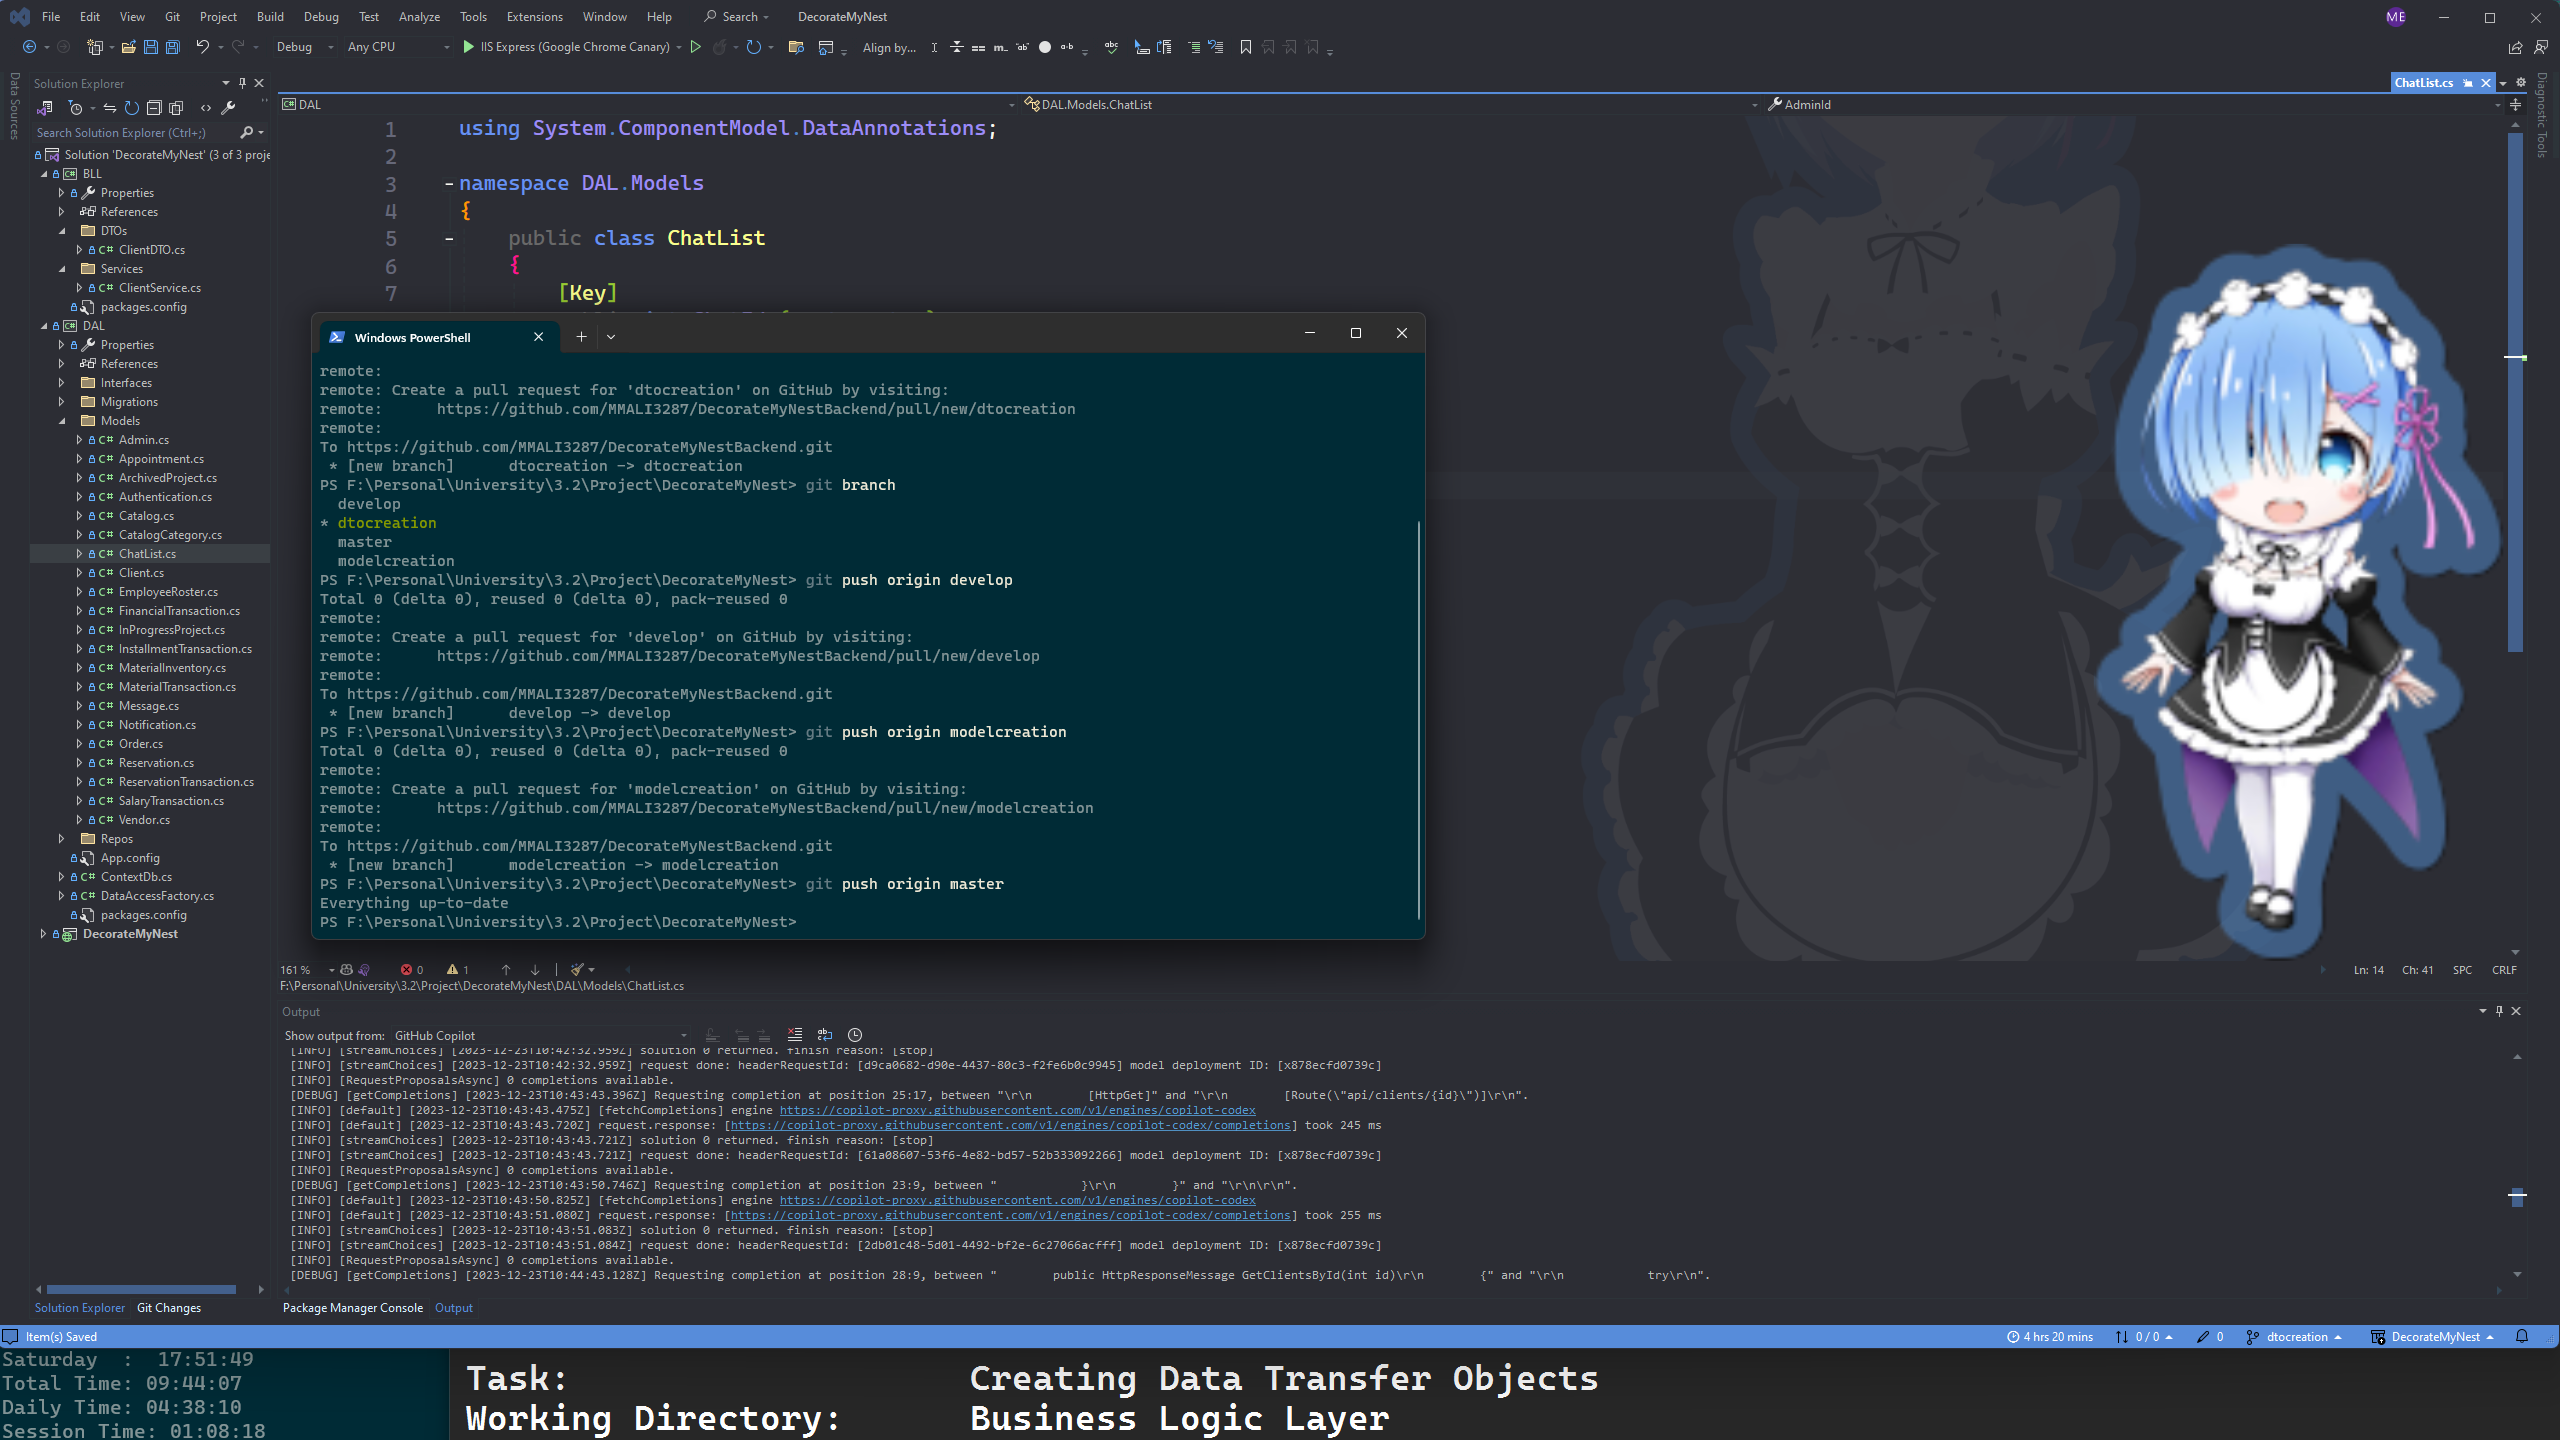 File Edit View Git Project Build Debug Test Analyze Tools Extensions Window Help Search DecorateMyNest ME
Debug Any CPU IIS Express (Google Chrome Canary) Align by...
Data Sources
Solution Explorer
Search Solution Explorer (Ctrl+;)
Solution 'DecorateMyNest' (3 of 3 proje
BLL
Properties
References
DTOs
ClientDTO.cs
Services
ClientService.cs
packages.config
DAL
Properties
References
Interfaces
Migrations
Models
Admin.cs
Appointment.cs
ArchivedProject.cs
Authentication.cs
Catalog.cs
CatalogCategory.cs
ChatList.cs
Client.cs
EmployeeRoster.cs
FinancialTransaction.cs
InProgressProject.cs
InstallmentTransaction.cs
MaterialInventory.cs
MaterialTransaction.cs
Message.cs
Notification.cs
Order.cs
Reservation.cs
ReservationTransaction.cs
SalaryTransaction.cs
Vendor.cs
Repos
App.config
ContextDb.cs
DataAccessFactory.cs
packages.config
DecorateMyNest
Solution Explorer Git Changes
ChatList.cs
Diagnostic Tools
DAL DAL.Models.ChatList AdminId
1 using System.ComponentModel.DataAnnotations;
2
3 namespace DAL.Models
4 {
5 public class ChatList
6 {
7 [Key]
Windows PowerShell
remote:
remote: Create a pull request for 'dtocreation' on GitHub by visiting:
remote:      https://github.com/MMALI3287/DecorateMyNestBackend/pull/new/dtocreation
remote:
To https://github.com/MMALI3287/DecorateMyNestBackend.git
 * [new branch]      dtocreation -> dtocreation
PS F:\Personal\University\3.2\Project\DecorateMyNest> git branch
  develop
* dtocreation
  master
  modelcreation
PS F:\Personal\University\3.2\Project\DecorateMyNest> git push origin develop
Total 0 (delta 0), reused 0 (delta 0), pack-reused 0
remote:
remote: Create a pull request for 'develop' on GitHub by visiting:
remote:      https://github.com/MMALI3287/DecorateMyNestBackend/pull/new/develop
remote:
To https://github.com/MMALI3287/DecorateMyNestBackend.git
 * [new branch]      develop -> develop
PS F:\Personal\University\3.2\Project\DecorateMyNest> git push origin modelcreation
Total 0 (delta 0), reused 0 (delta 0), pack-reused 0
remote:
remote: Create a pull request for 'modelcreation' on GitHub by visiting:
remote:      https://github.com/MMALI3287/DecorateMyNestBackend/pull/new/modelcreation
remote:
To https://github.com/MMALI3287/DecorateMyNestBackend.git
 * [new branch]      modelcreation -> modelcreation
PS F:\Personal\University\3.2\Project\DecorateMyNest> git push origin master
Everything up-to-date
PS F:\Personal\University\3.2\Project\DecorateMyNest>
161 % 0 1 Ln: 14 Ch: 41 SPC CRLF
F:\Personal\University\3.2\Project\DecorateMyNest\DAL\Models\ChatList.cs
Output
Show output from: GitHub Copilot
[INFO] [streamChoices] [2023-12-23T10:42:32.959Z] solution 0 returned. finish reason: [stop]
[INFO] [streamChoices] [2023-12-23T10:42:32.959Z] request done: headerRequestId: [d9ca0682-d90e-4437-80c3-f2fe6b0c9945] model deployment ID: [x878ecfd0739c]
[INFO] [RequestProposalsAsync] 0 completions available.
[DEBUG] [getCompletions] [2023-12-23T10:43:43.396Z] Requesting completion at position 25:17, between "\r\n        [HttpGet]" and "\r\n        [Route(\"api/clients/{id}\")]\r\n".
[INFO] [default] [2023-12-23T10:43:43.475Z] [fetchCompletions] engine https://copilot-proxy.githubusercontent.com/v1/engines/copilot-codex
[INFO] [default] [2023-12-23T10:43:43.720Z] request.response: [https://copilot-proxy.githubusercontent.com/v1/engines/copilot-codex/completions] took 245 ms
[INFO] [streamChoices] [2023-12-23T10:43:43.721Z] solution 0 returned. finish reason: [stop]
[INFO] [streamChoices] [2023-12-23T10:43:43.721Z] request done: headerRequestId: [61a08607-53f6-4e82-bd57-52b333092266] model deployment ID: [x878ecfd0739c]
[INFO] [RequestProposalsAsync] 0 completions available.
[DEBUG] [getCompletions] [2023-12-23T10:43:50.746Z] Requesting completion at position 23:9, between "            }\r\n        }" and "\r\n\r\n".
[INFO] [default] [2023-12-23T10:43:50.825Z] [fetchCompletions] engine https://copilot-proxy.githubusercontent.com/v1/engines/copilot-codex
[INFO] [default] [2023-12-23T10:43:51.080Z] request.response: [https://copilot-proxy.githubusercontent.com/v1/engines/copilot-codex/completions] took 255 ms
[INFO] [streamChoices] [2023-12-23T10:43:51.083Z] solution 0 returned. finish reason: [stop]
[INFO] [streamChoices] [2023-12-23T10:43:51.084Z] request done: headerRequestId: [2db01c48-5d01-4492-bf2e-6c27066acfff] model deployment ID: [x878ecfd0739c]
[INFO] [RequestProposalsAsync] 0 completions available.
[DEBUG] [getCompletions] [2023-12-23T10:44:43.128Z] Requesting completion at position 28:9, between "        public HttpResponseMessage GetClientsById(int id)\r\n        {" and "\r\n            try\r\n".
Package Manager Console Output
Item(s) Saved 4 hrs 20 mins 0 / 0 0 dtocreation DecorateMyNest
Saturday  :  17:51:49
Total Time: 09:44:07
Daily Time: 04:38:10
Session Time: 01:08:18
Task: Creating Data Transfer Objects
Working Directory: Business Logic Layer